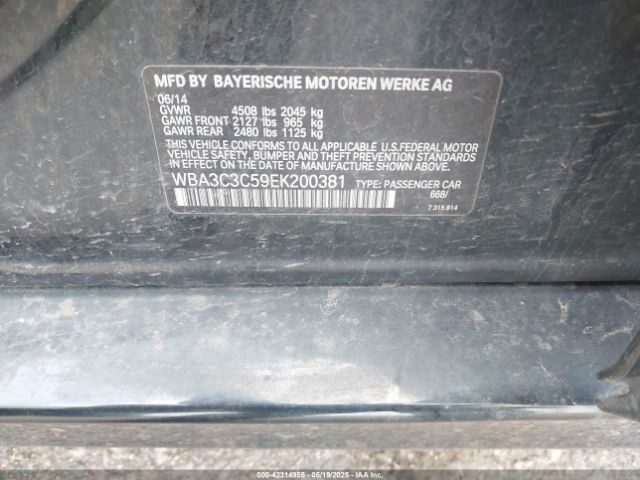 MFD BY BAYERISCHE MOTOREN WERKE AG
06/14
GVWR 4508 lbs 2045 kg
GAWR FRONT 2127 lbs 965 kg
GAWR REAR 2480 lbs 1125 kg
THIS VEHICLE CONFORMS TO ALL APPLICABLE U.S.FEDERAL MOTOR
VEHICLE SAFETY, BUMPER, AND THEFT PREVENTION STANDARDS
IN EFFECT ON THE DATE OF MANUFACTURE SHOWN ABOVE.
WBA3C3C59EK200381 TYPE: PASSENGER CAR
668/
7 315 814
000-42314955 - 05/19/2025 - IAA Inc.